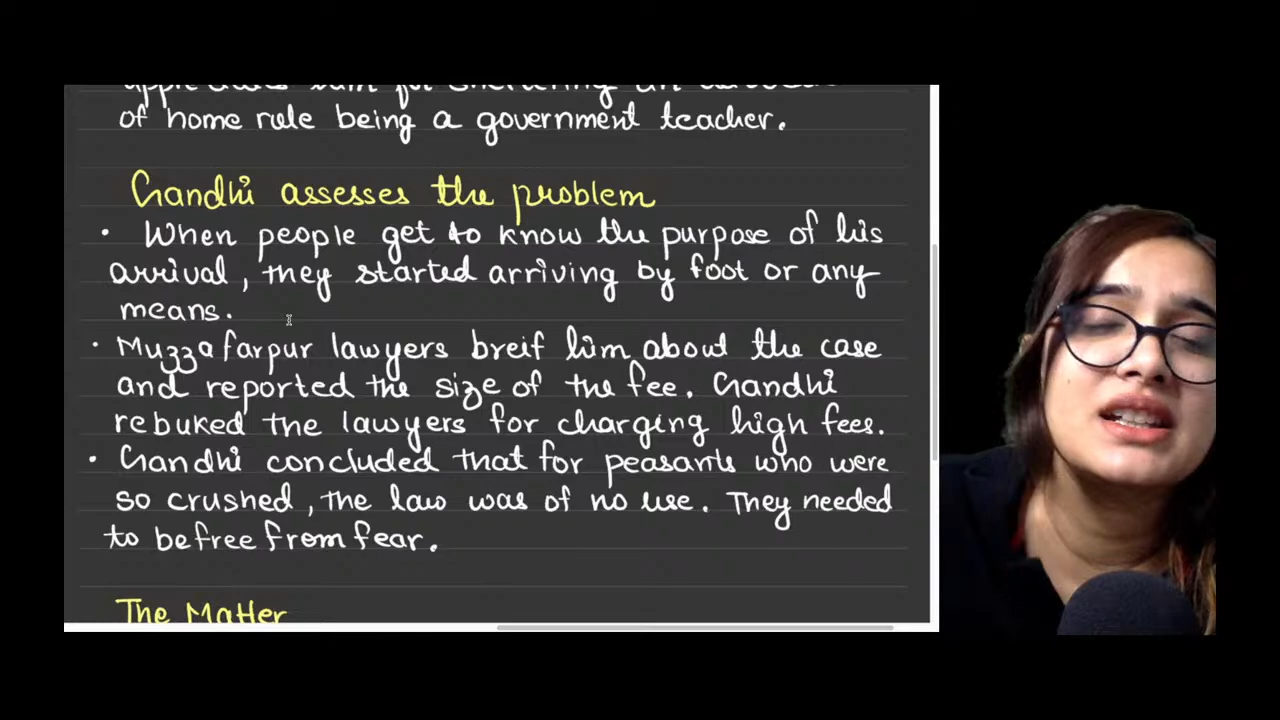 of home rule being a government teacher.
Gandhi assesses the problem
• When people get to know the purpose of his
arrival, they started arriving by foot or any
means.
• Muzzafarpur lawyers breif him about the case
and reported the size of the fee. Gandhi
rebuked the lawyers for charging high fees.
• Gandhi concluded that for peasants who were
so crushed, the law was of no use. They needed
to be free from fear.
The Matter